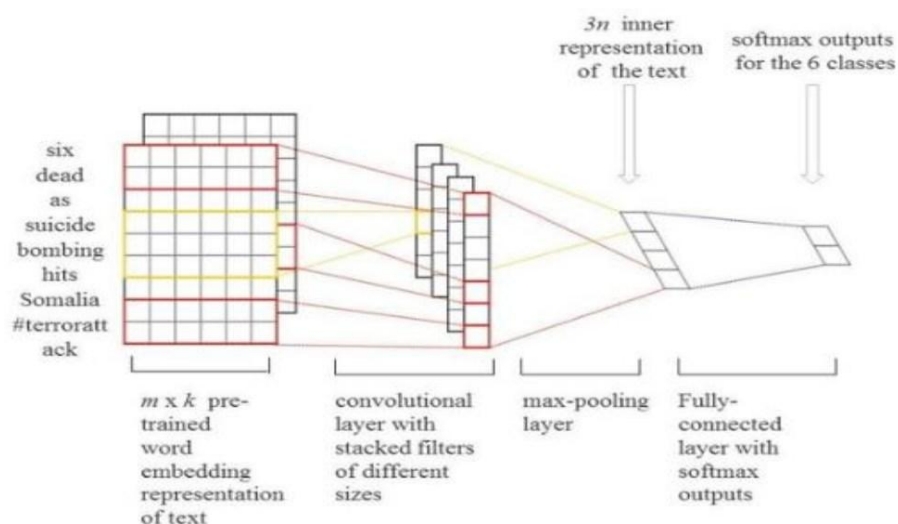 3n inner
representation
of the text
softmax outputs
for the 6 classes
six
dead
as
suicide
bombing
hits
Somalia
#terroratt
ack
m x k pre-
trained
word
embedding
representation
of text
convolutional
layer with
stacked filters
of different
sizes
max-pooling
layer
Fully-
connected
layer with
softmax
outputs